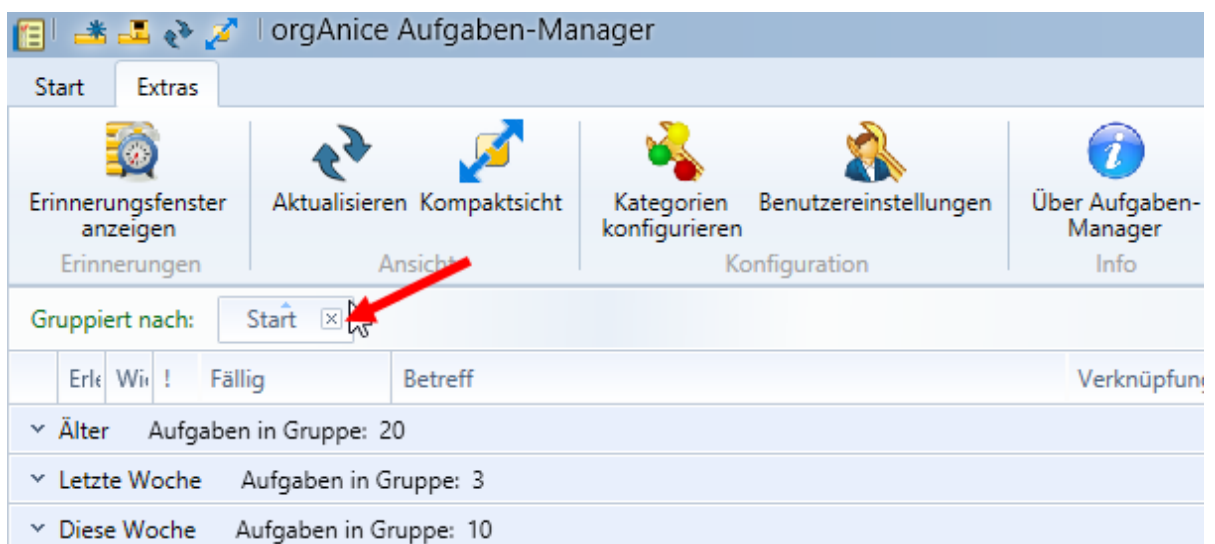 orgAnice Aufgaben-Manager
Start Extras
Erinnerungsfenster anzeigen
Aktualisieren Kompaktsicht
Kategorien konfigurieren
Benutzereinstellungen
Über Aufgaben-
Manager
Erinnerungen Konfiguration Info
Gruppiert nach: Start
Erle ! Fällig Betreff
Älter Aufgaben in Gruppe: 20
Letzte Woche Aufgaben in Gruppe: 3
Diese Woche Aufgaben in Gruppe: 10